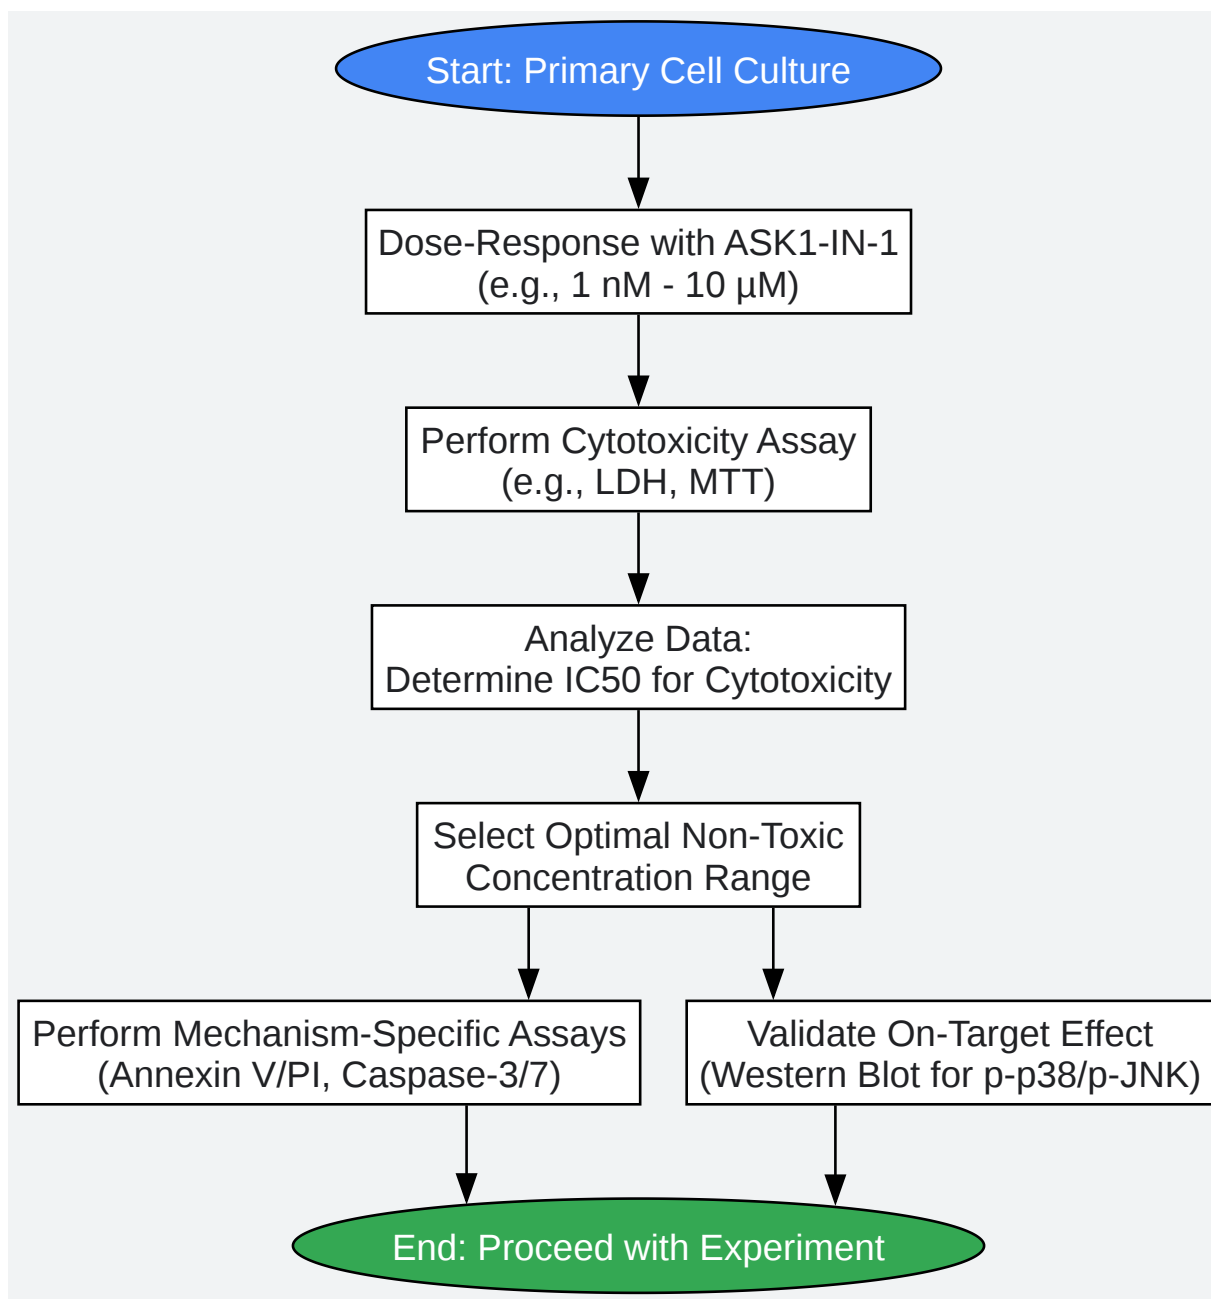 Start: Primary Cell Culture
Dose-Response with ASK1-IN-1
(e.g., 1 nM - 10 µM)
Perform Cytotoxicity Assay
(e.g., LDH, MTT)
Analyze Data:
Determine IC50 for Cytotoxicity
Select Optimal Non-Toxic
Concentration Range
Perform Mechanism-Specific Assays
(Annexin V/PI, Caspase-3/7)
Validate On-Target Effect
(Western Blot for p-p38/p-JNK)
End: Proceed with Experiment